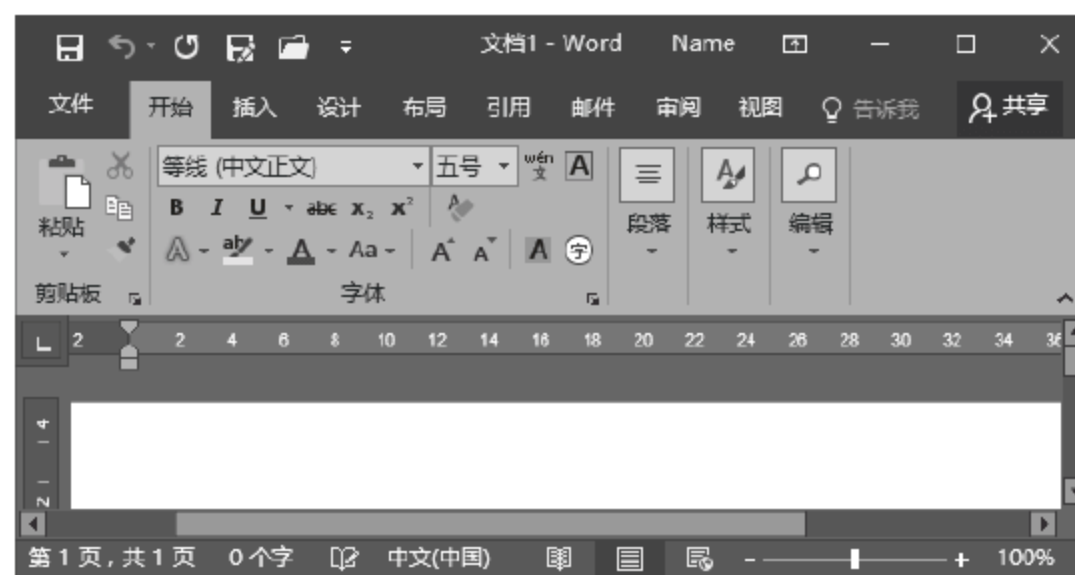 文档1 - Word Name
文件 开始 插入 设计 布局 引用 邮件 审阅 视图 告诉我 共享
等线 (中文正文) 五号 wén 文 A
粘贴 B I U abc X₂ X² 段落 样式 编辑
A aby A Aa A A A 字
剪贴板 字体
L 2 2 4 6 8 10 12 14 16 18 20 22 24 26 28 30 32 34 36
4
2
第1页,共1页 0个字 中文(中国) - + 100%